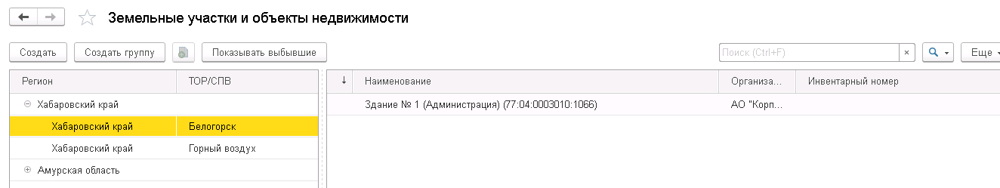 Земельные участки и объекты недвижимости
Создать Создать группу Показывать выбывшие Поиск (Ctrl+F) × Еще
Регион ТОР/СПВ ↓ Наименование Организа... Инвентарный номер
Хабаровский край Здание № 1 (Администрация) (77:04:0003010:1066) АО "Корп...
Хабаровский край Белогорск
Хабаровский край Горный воздух
Амурская область